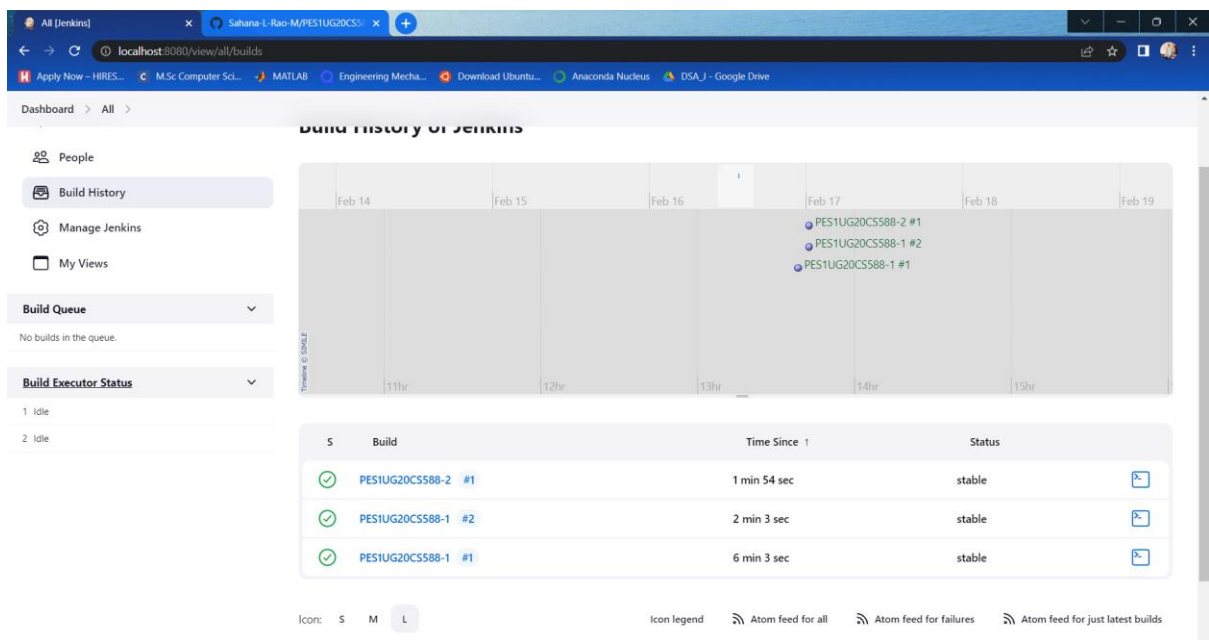 All [Jenkins]
Sahana-L-Rao-M/PES1UG20CS5
localhost:8080/view/all/builds
Apply Now – HIRES...
M.Sc Computer Sci...
MATLAB
Engineering Mecha...
Download Ubuntu...
Anaconda Nucleus
DSA_J - Google Drive
Dashboard > All >
Build History of Jenkins
People
Build History
Manage Jenkins
My Views
Build Queue
No builds in the queue.
Build Executor Status
1 Idle
2 Idle
Feb 14 Feb 15 Feb 16 Feb 17 Feb 18 Feb 19
PES1UG20CS588-2 #1
PES1UG20CS588-1 #2
PES1UG20CS588-1 #1
Timeline © SIMILE
11hr 12hr 13hr 14hr 15hr
S Build Time Since ↑ Status
PES1UG20CS588-2 #1 1 min 54 sec stable
PES1UG20CS588-1 #2 2 min 3 sec stable
PES1UG20CS588-1 #1 6 min 3 sec stable
Icon: S M L
Icon legend Atom feed for all Atom feed for failures Atom feed for just latest builds